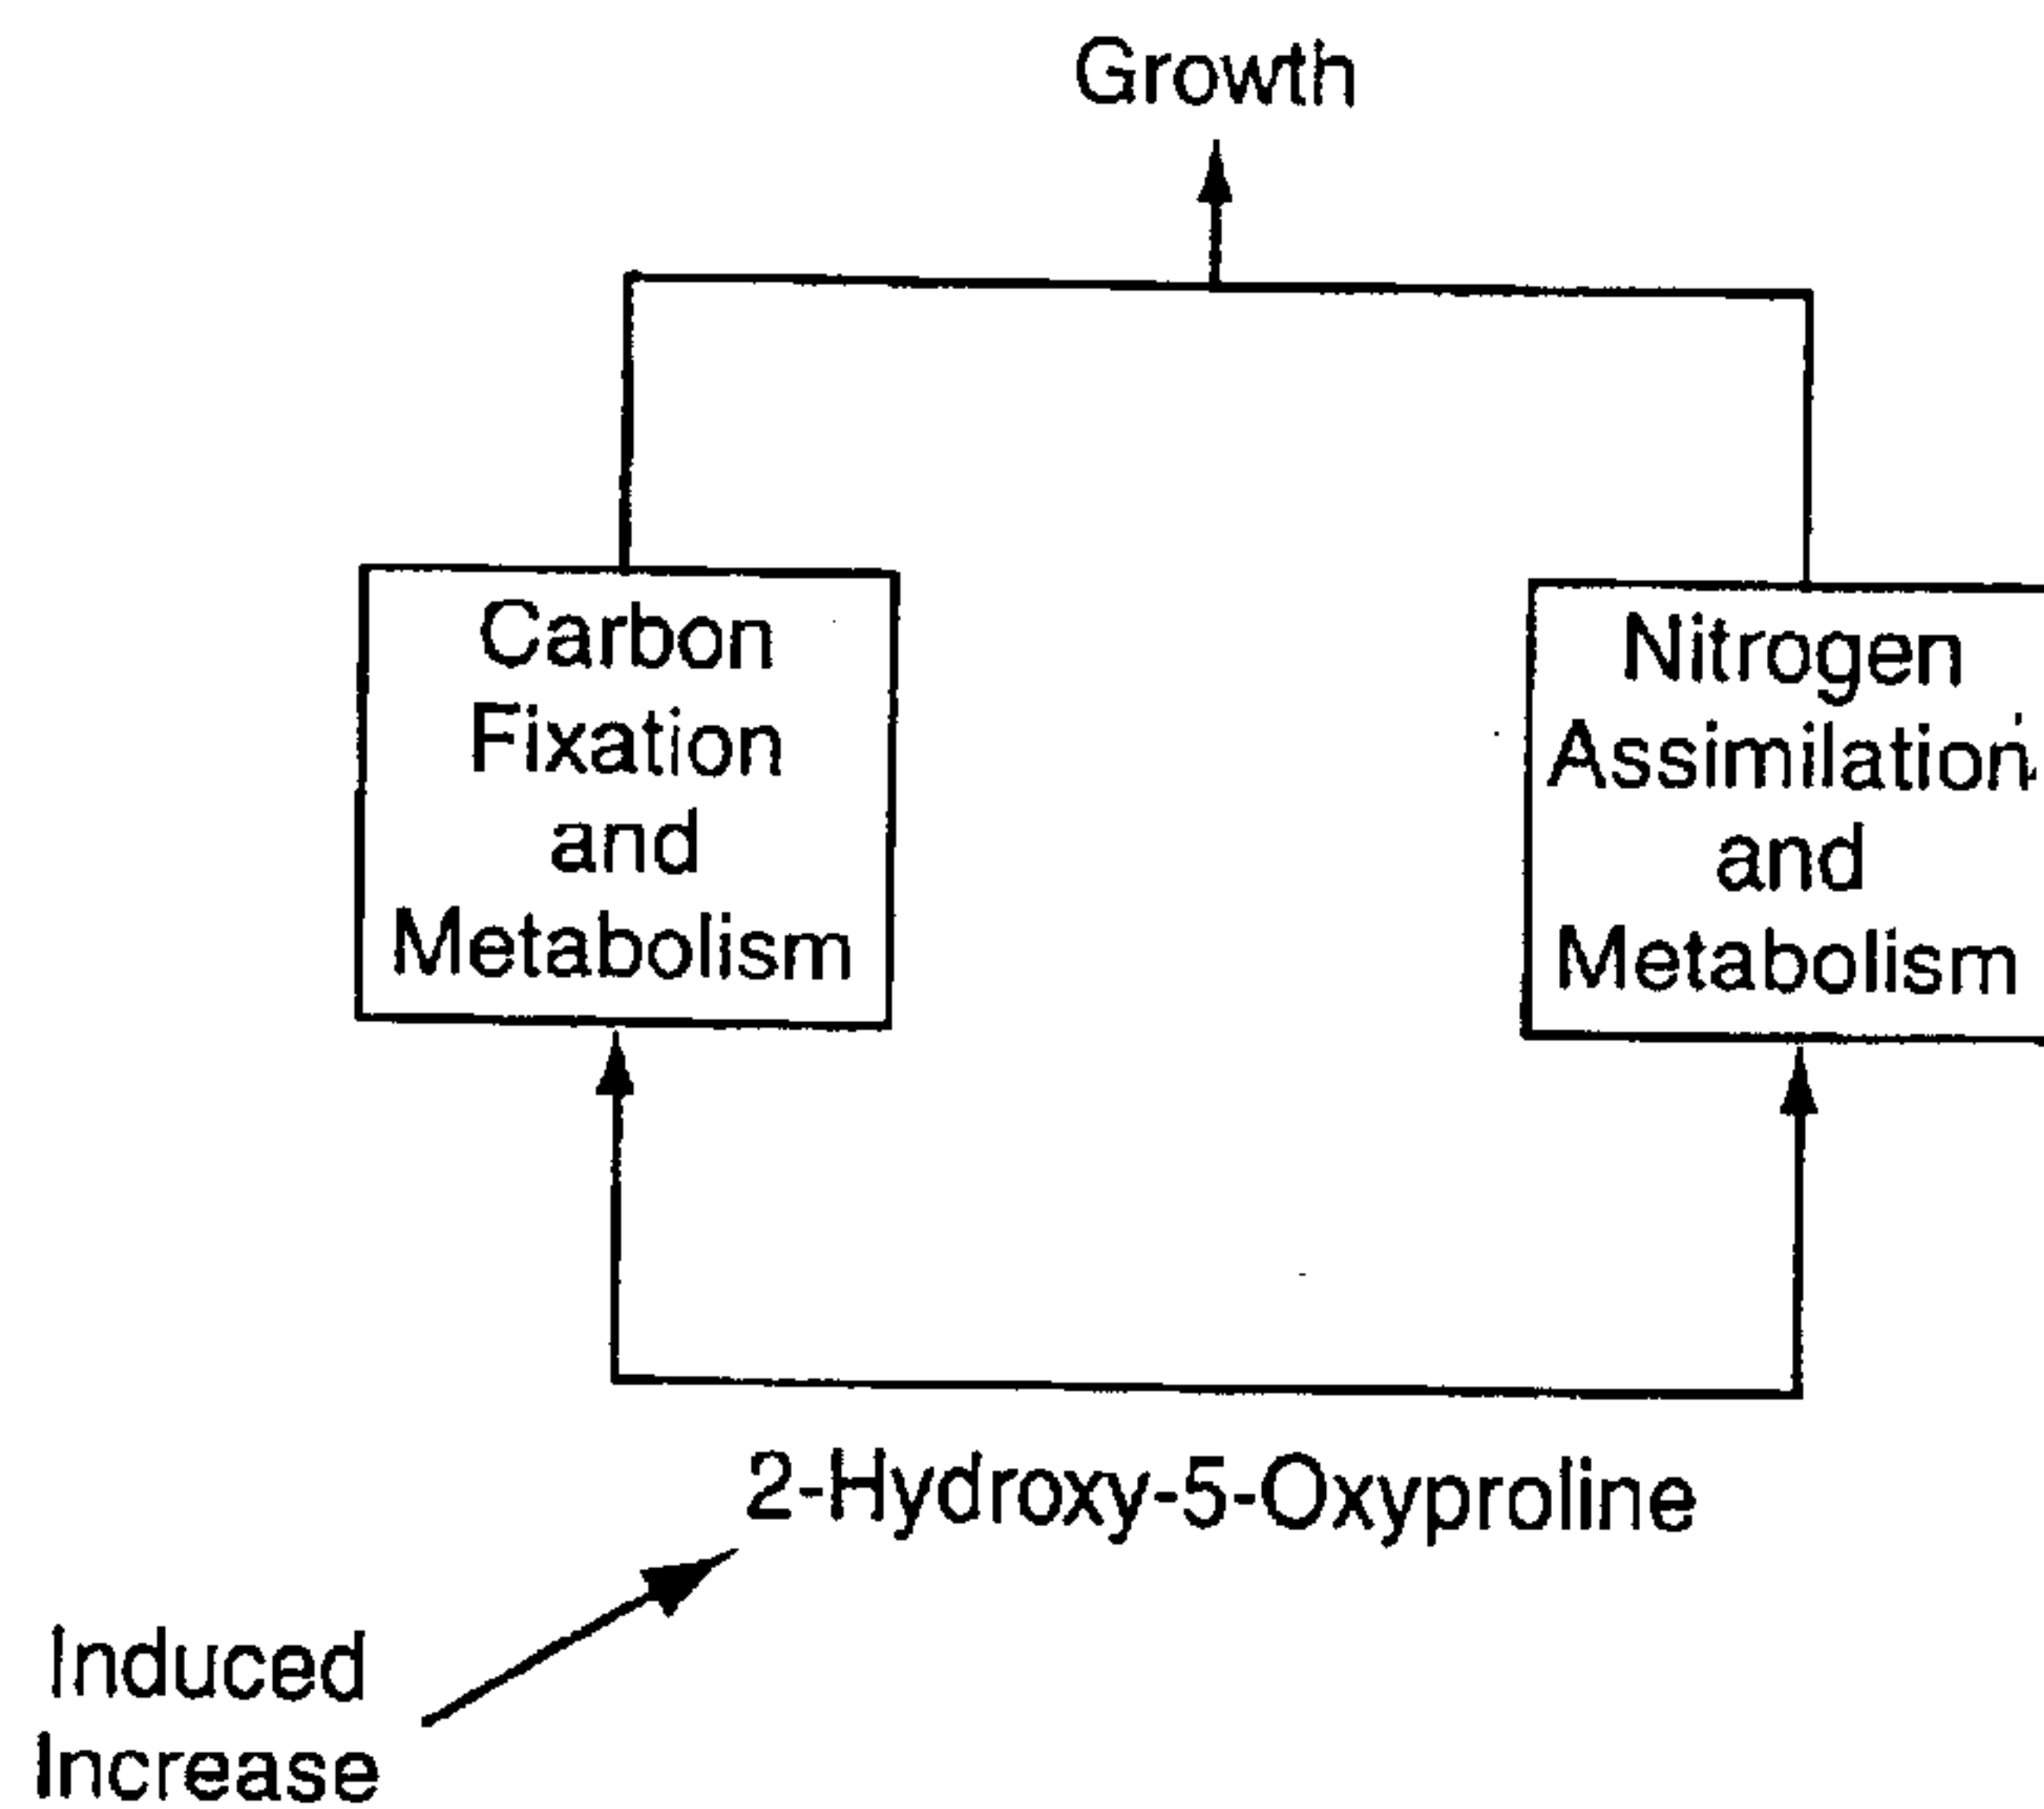 Growth
Carbon
Fixation
and
Metabolism
Nitrogen
Assimilation
and
Metabolism
2-Hydroxy-5-Oxyproline
Induced
Increase